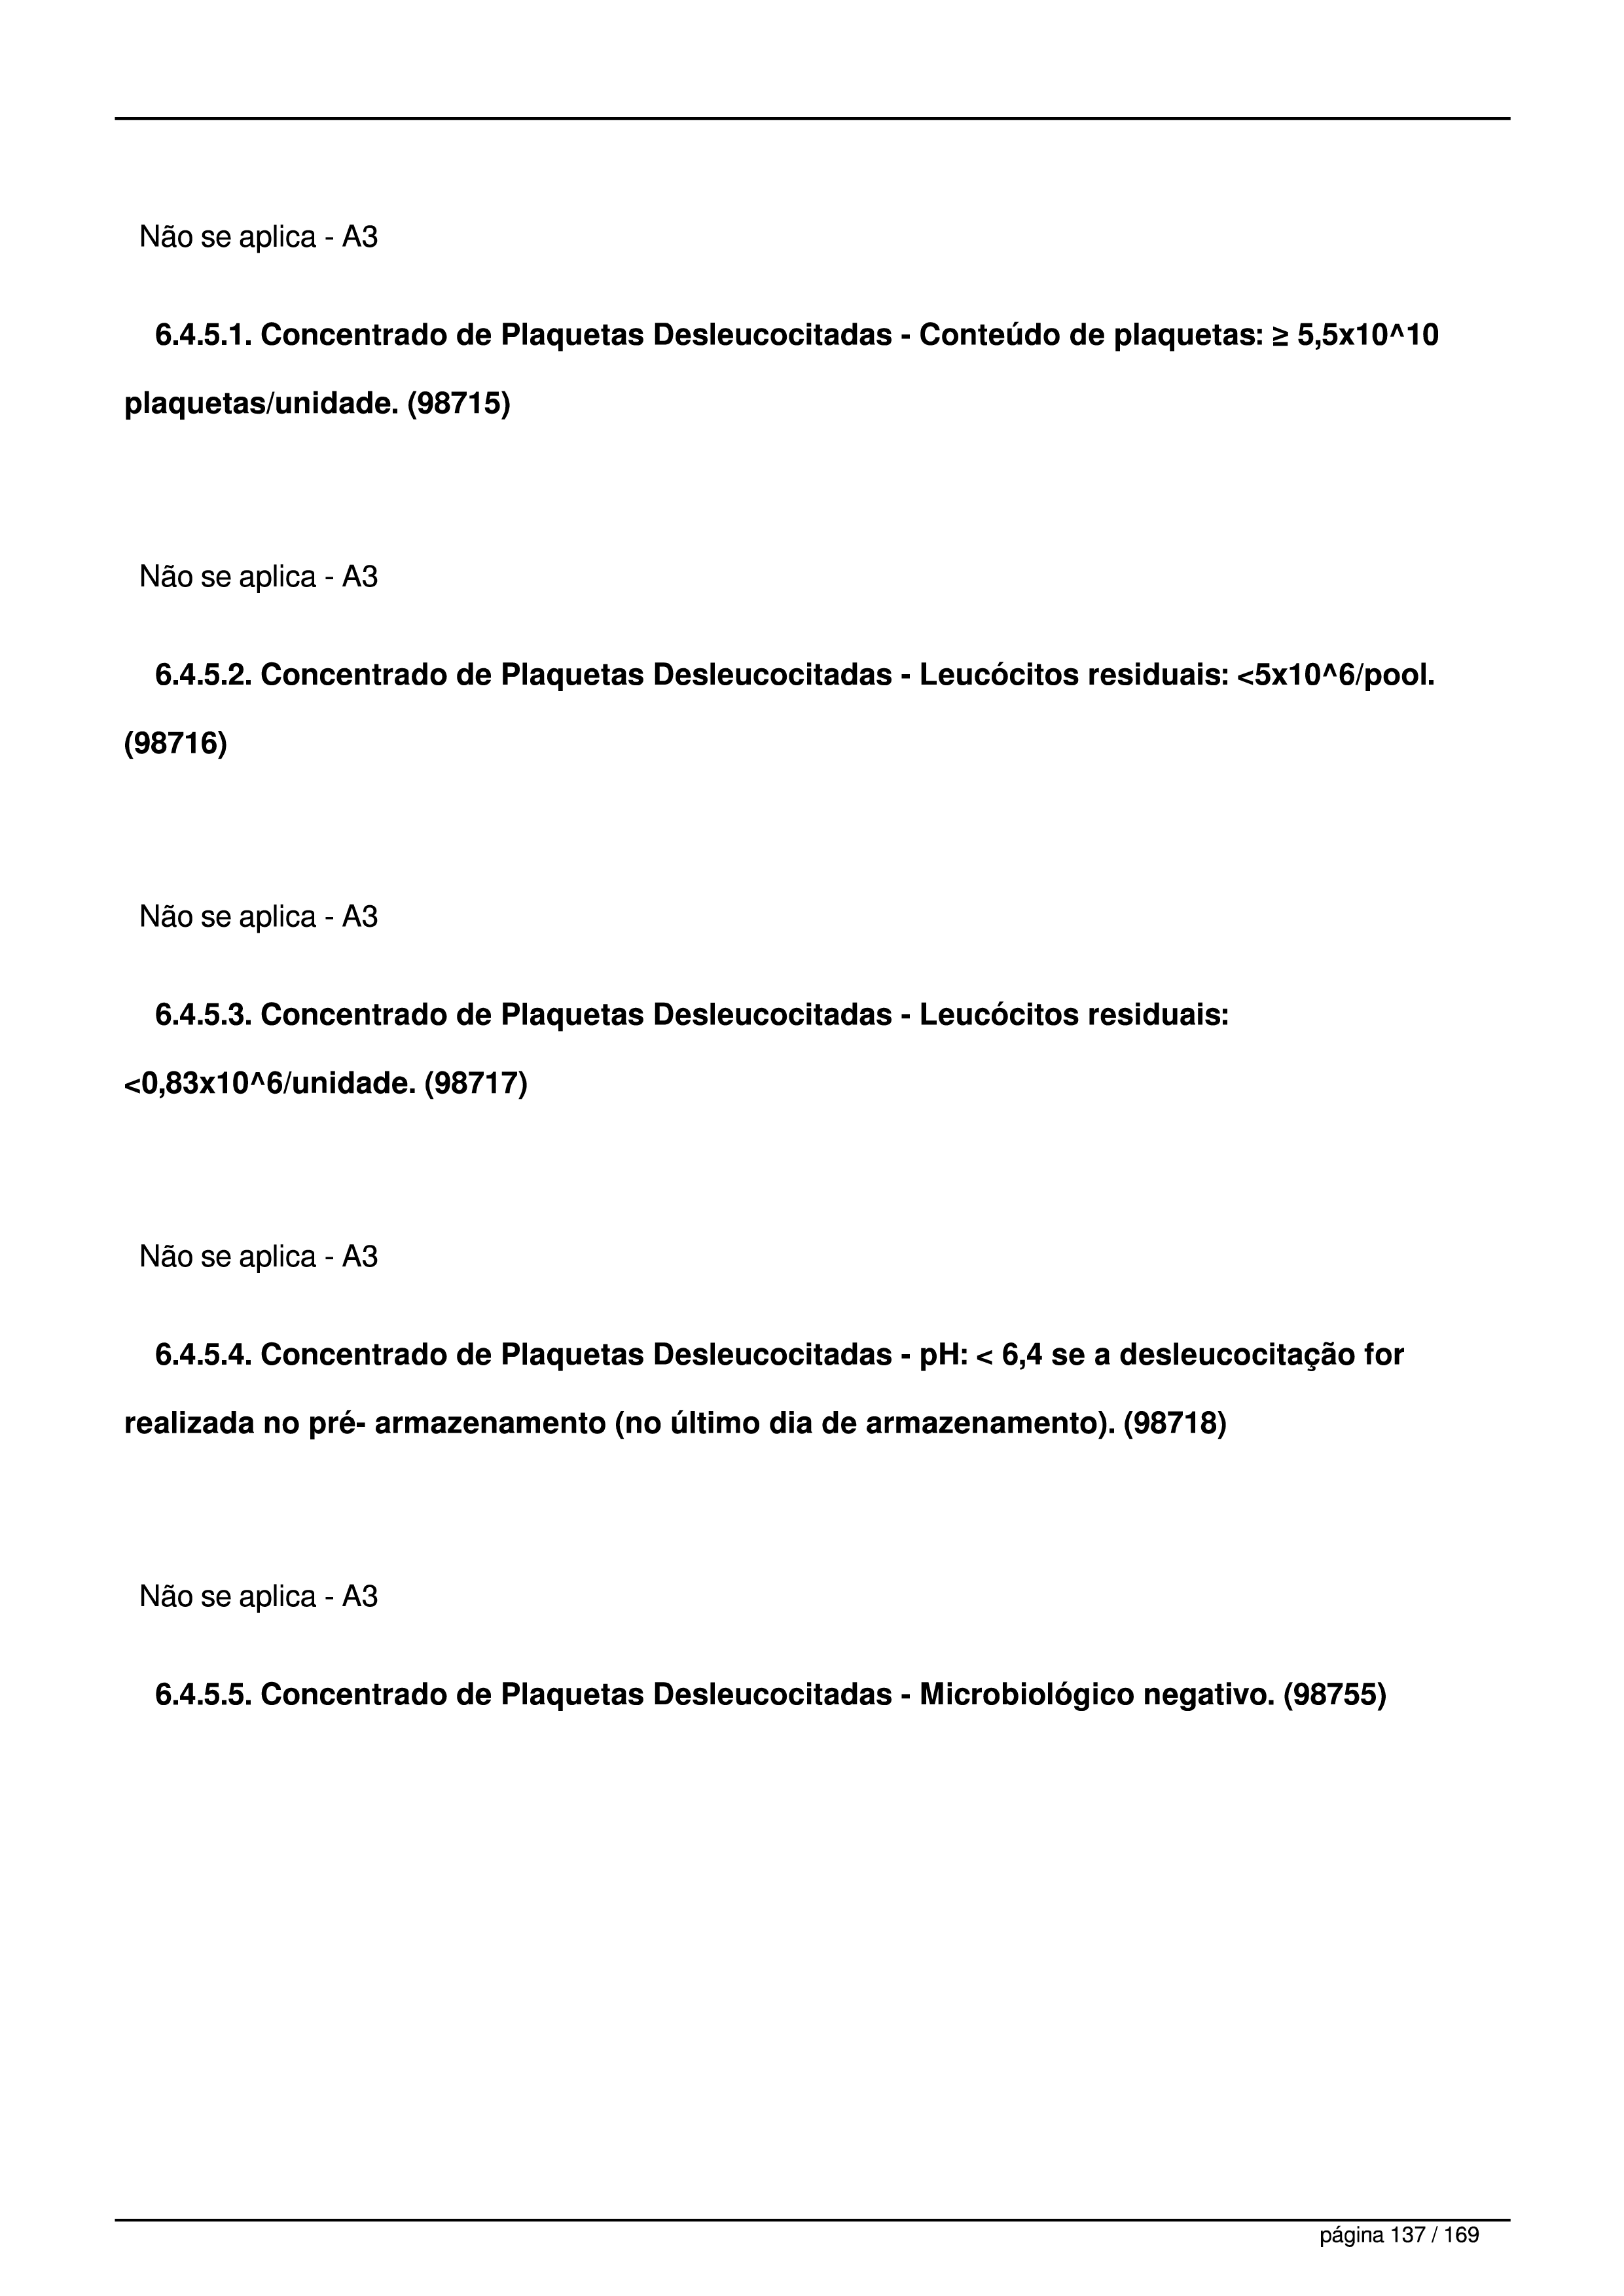 Não se aplica - A3
6.4.5.1. Concentrado de Plaquetas Desleucocitadas - Conteúdo de plaquetas: ≥ 5,5x10^10
plaquetas/unidade. (98715)
Não se aplica - A3
6.4.5.2. Concentrado de Plaquetas Desleucocitadas - Leucócitos residuais: <5x10^6/pool.
(98716)
Não se aplica - A3
6.4.5.3. Concentrado de Plaquetas Desleucocitadas - Leucócitos residuais:
<0,83x10^6/unidade. (98717)
Não se aplica - A3
6.4.5.4. Concentrado de Plaquetas Desleucocitadas - pH: < 6,4 se a desleucocitação for
realizada no pré- armazenamento (no último dia de armazenamento). (98718)
Não se aplica - A3
6.4.5.5. Concentrado de Plaquetas Desleucocitadas - Microbiológico negativo. (98755)
página 137 / 169